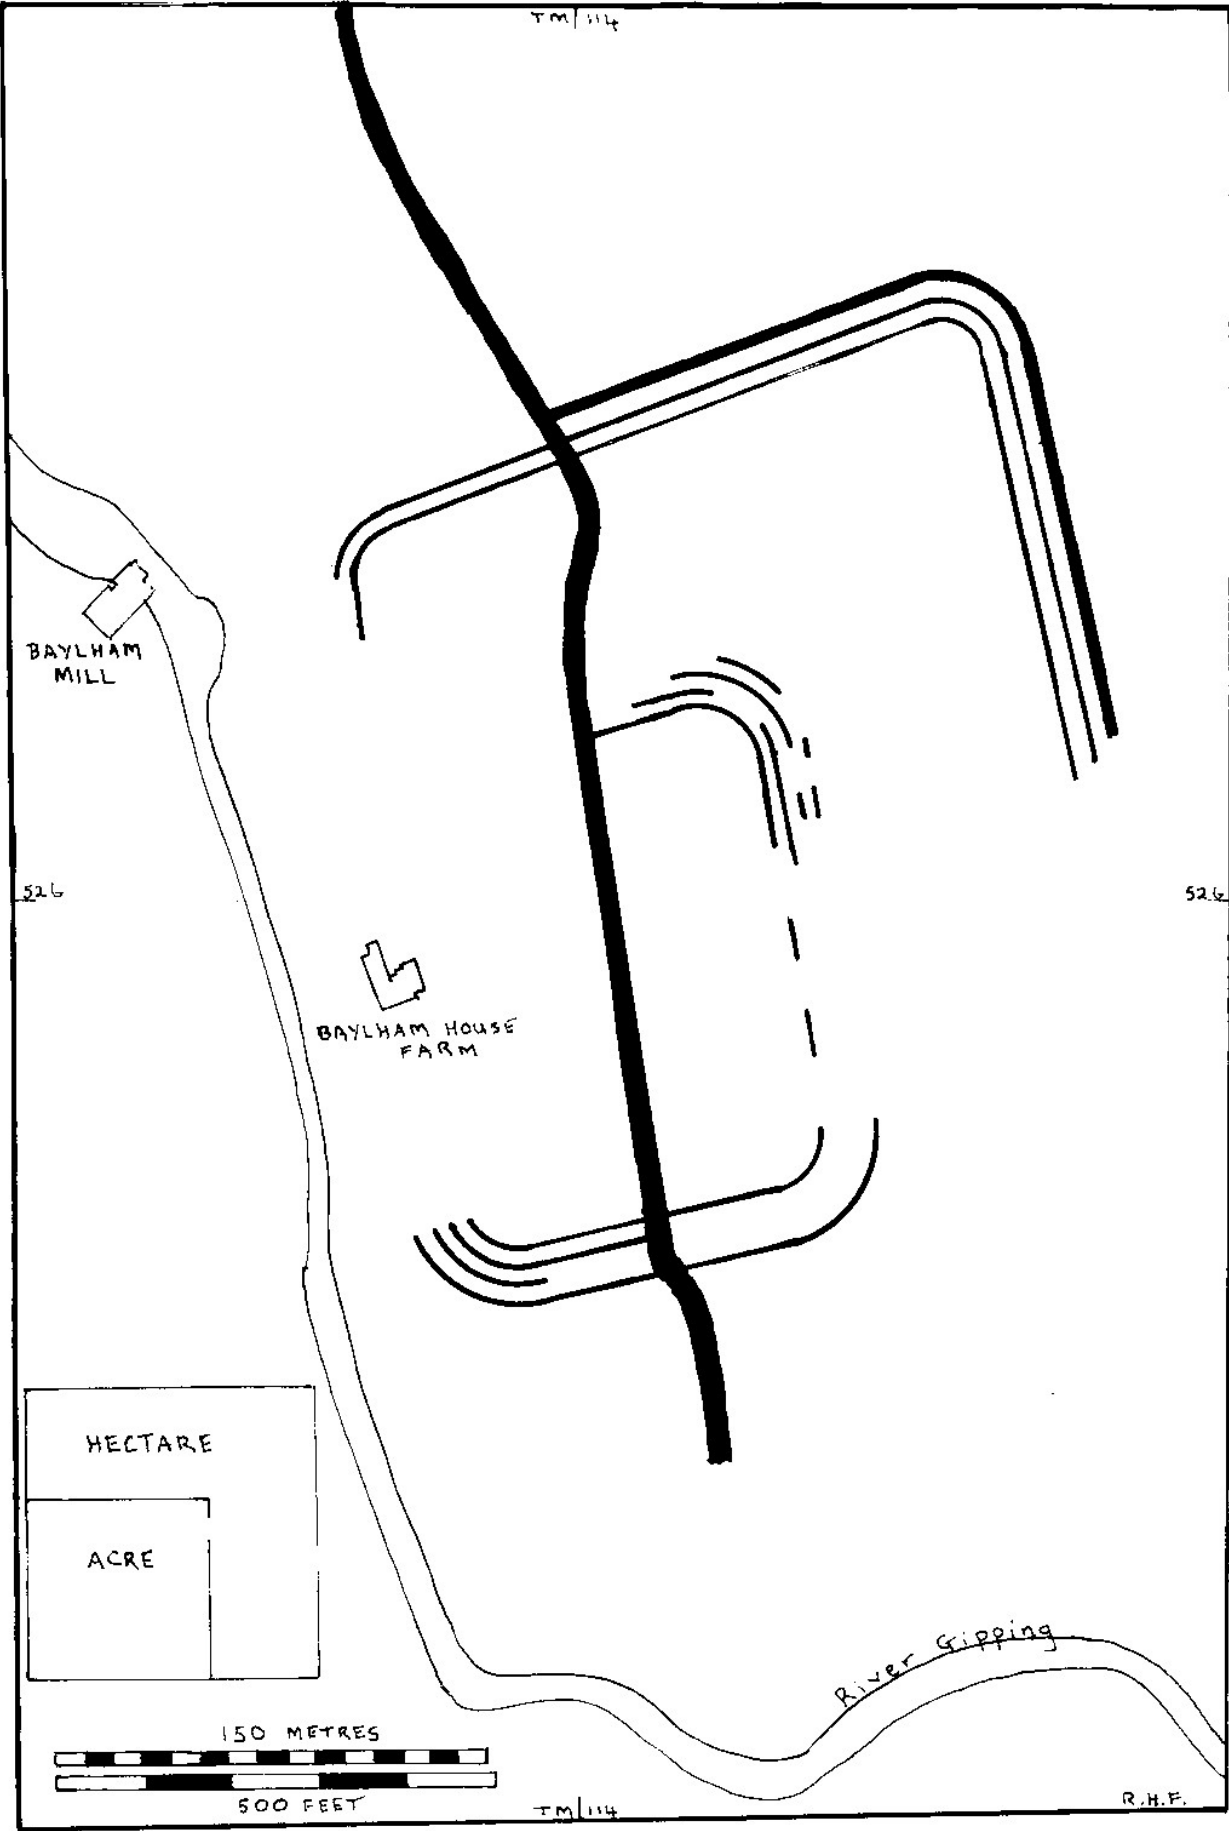 TM 114
BAYLHAM
MILL
526
526
BAYLHAM HOUSE
FARM
HECTARE
ACRE
River Gipping
150 METRES
500 FEET
TM 114
R.H.F.